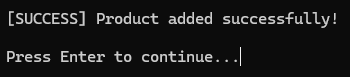 [SUCCESS] Product added successfully!
Press Enter to continue...